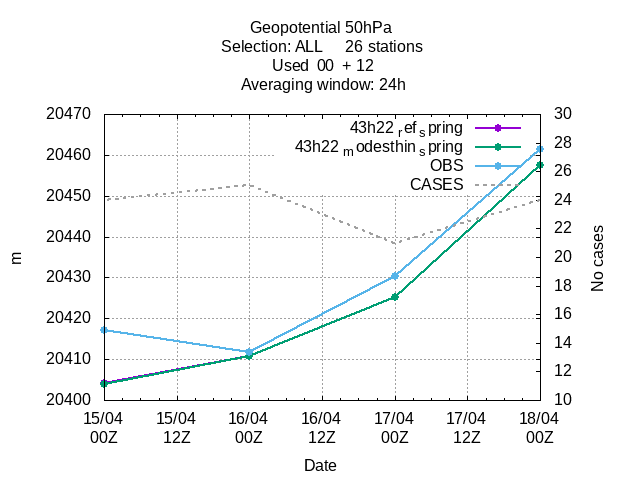 Geopotential 50hPa
Selection: ALL     26 stations
Used  00  + 12
Averaging window: 24h
20470
20460
20450
20440
20430
20420
20410
20400
m
43h22 refspring
43h22 modesthinspring
OBS
CASES
30
28
26
24
22
20
18
16
14
12
10
No cases
15/04 15/04 16/04 16/04 17/04 17/04 18/04
00Z 12Z 00Z 12Z 00Z 12Z 00Z
Date